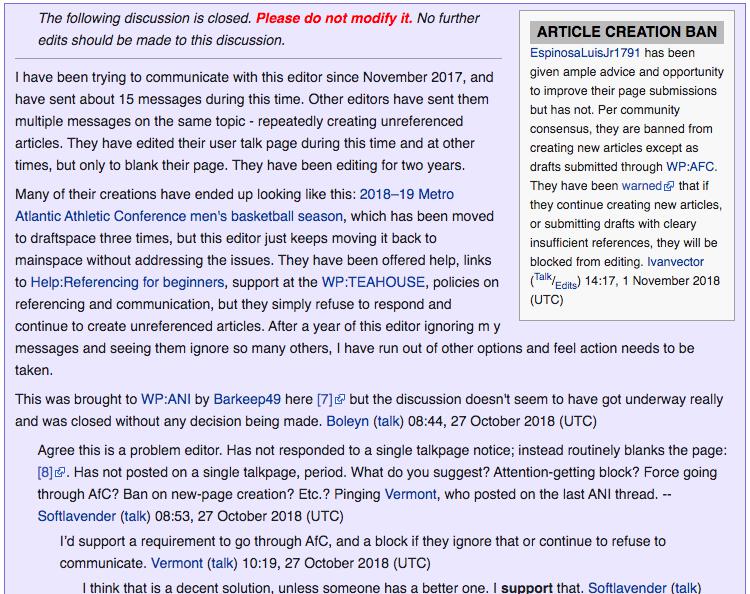 The following discussion is closed. Please do not modify it. No further
edits should be made to this discussion.
ARTICLE CREATION BAN
EspinosaLuisJr1791 has been
given ample advice and opportunity
to improve their page submissions
but has not. Per community
consensus, they are banned from
creating new articles except as
drafts submitted through WP:AFC.
They have been warned that if
they continue creating new articles,
or submitting drafts with cleary
insufficient references, they will be
blocked from editing. Ivanvector
(Talk/Edits) 14:17, 1 November 2018
(UTC)
I have been trying to communicate with this editor since November 2017, and
have sent about 15 messages during this time. Other editors have sent them
multiple messages on the same topic - repeatedly creating unreferenced
articles. They have edited their user talk page during this time and at other
times, but only to blank their page. They have been editing for two years.
Many of their creations have ended up looking like this: 2018–19 Metro
Atlantic Athletic Conference men's basketball season, which has been moved
to draftspace three times, but this editor just keeps moving it back to
mainspace without addressing the issues. They have been offered help, links
to Help:Referencing for beginners, support at the WP:TEAHOUSE, policies on
referencing and communication, but they simply refuse to respond and
continue to create unreferenced articles. After a year of this editor ignoring m y
messages and seeing them ignore so many others, I have run out of other options and feel action needs to be
taken.
This was brought to WP:ANI by Barkeep49 here [7] but the discussion doesn't seem to have got underway really
and was closed without any decision being made. Boleyn (talk) 08:44, 27 October 2018 (UTC)
Agree this is a problem editor. Has not responded to a single talkpage notice; instead routinely blanks the page:
[8]. Has not posted on a single talkpage, period. What do you suggest? Attention-getting block? Force going
through AfC? Ban on new-page creation? Etc.? Pinging Vermont, who posted on the last ANI thread. --
Softlavender (talk) 08:53, 27 October 2018 (UTC)
I'd support a requirement to go through AfC, and a block if they ignore that or continue to refuse to
communicate. Vermont (talk) 10:19, 27 October 2018 (UTC)
I think that is a decent solution, unless someone has a better one. I support that. Softlavender (talk)